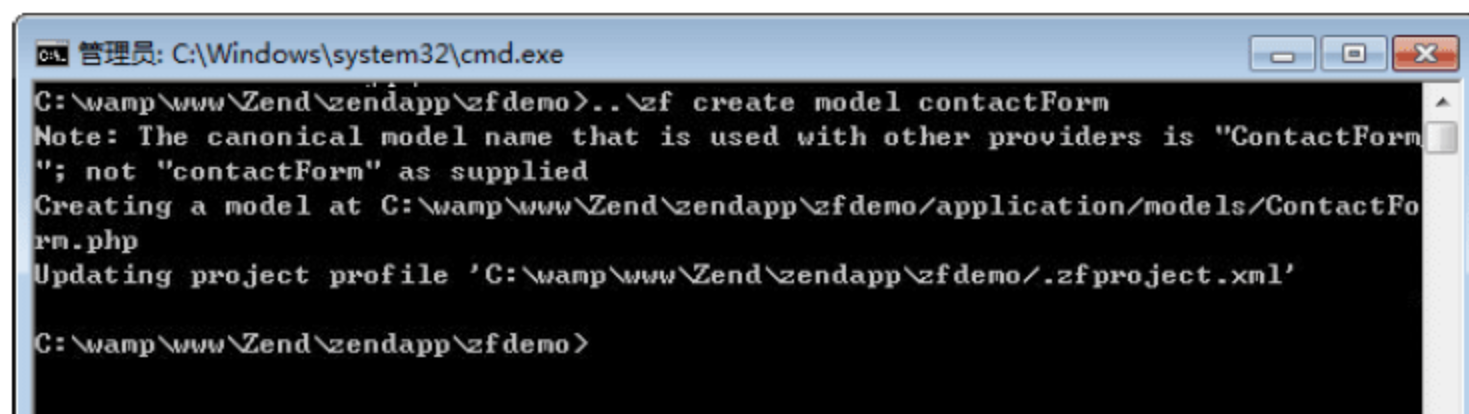 管理员: C:\Windows\system32\cmd.exe
C:\wamp\www\Zend\zendapp\zfdemo>..\zf create model contactForm
Note: The canonical model name that is used with other providers is "ContactForm
"; not "contactForm" as supplied
Creating a model at C:\wamp\www\Zend\zendapp\zfdemo/application/models/ContactFo
rm.php
Updating project profile 'C:\wamp\www\Zend\zendapp\zfdemo/.zfproject.xml'
C:\wamp\www\Zend\zendapp\zfdemo>